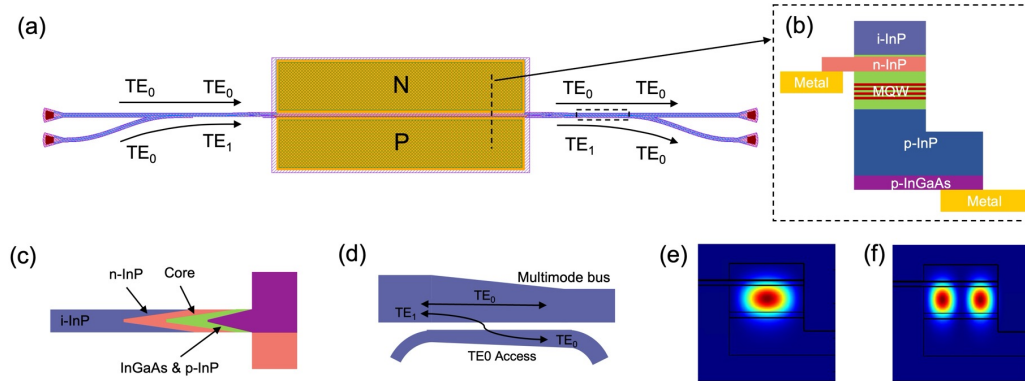 (a)
TE0 TE0
TE0 TE1
N
P
TE0 TE0
TE1 TE0
(b)
i-InP
n-InP
Metal
MQW
p-InP
p-InGaAs
Metal
(c)
n-InP
Core
i-InP
InGaAs & p-InP
(d)
Multimode bus
TE0
TE1
TE0
TE0 Access
(e)
(f)